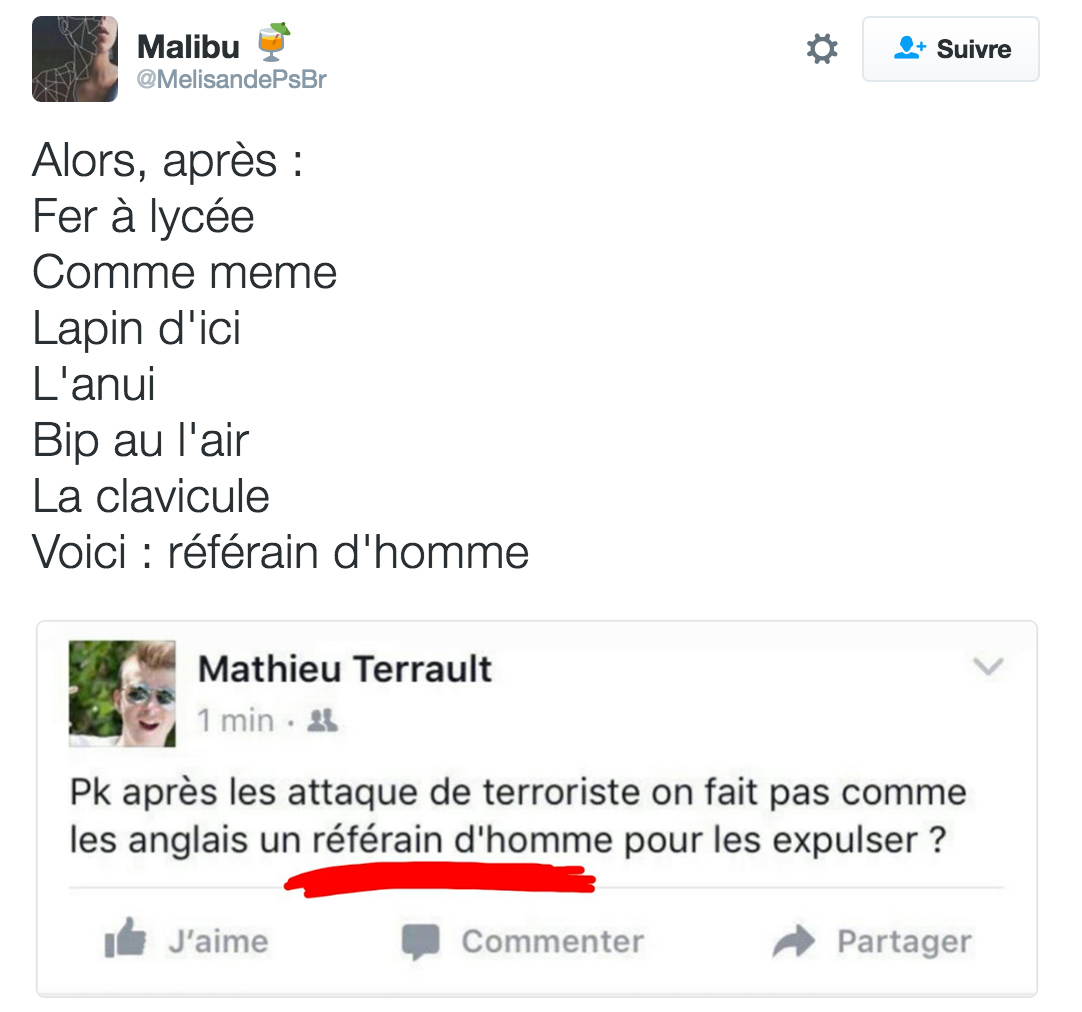 Malibu 🍹
@MelisandePsBr
Suivre
Alors, après :
Fer à lycée
Comme meme
Lapin d'ici
L'anui
Bip au l'air
La clavicule
Voici : référain d'homme
Mathieu Terrault
1 min ·
Pk après les attaque de terroriste on fait pas comme
les anglais un référain d'homme pour les expulser ?
J'aime
Commenter
Partager